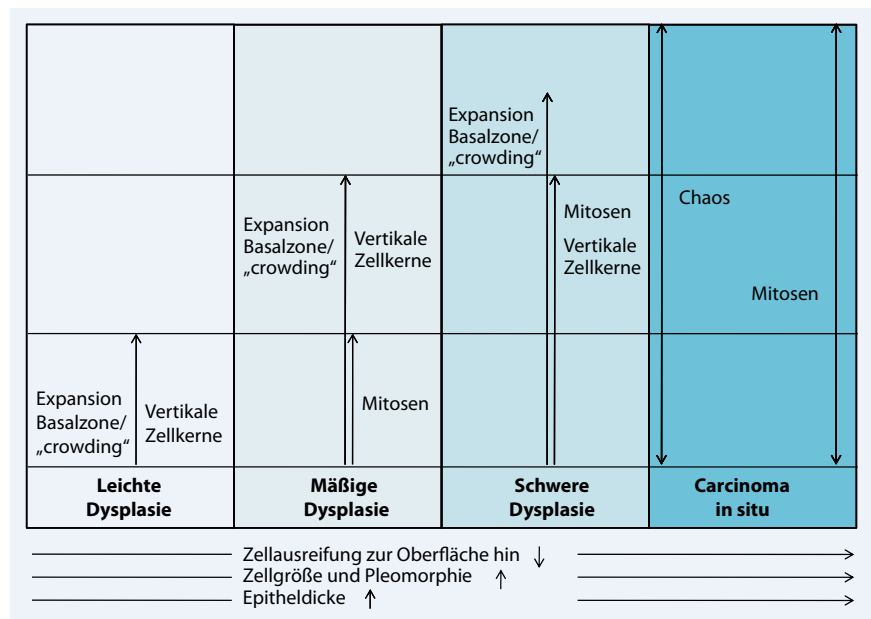 Expansion
Basalzone/
„crowding“
Vertikale
Zellkerne
Leichte
Dysplasie
Expansion
Basalzone/
„crowding“
Vertikale
Zellkerne
Mitosen
Mäßige
Dysplasie
Expansion
Basalzone/
„crowding“
Mitosen
Vertikale
Zellkerne
Schwere
Dysplasie
Chaos
Mitosen
Carcinoma
in situ
Zellausreifung zur Oberfläche hin ↓
Zellgröße und Pleomorphie ↑
Epitheldicke ↑